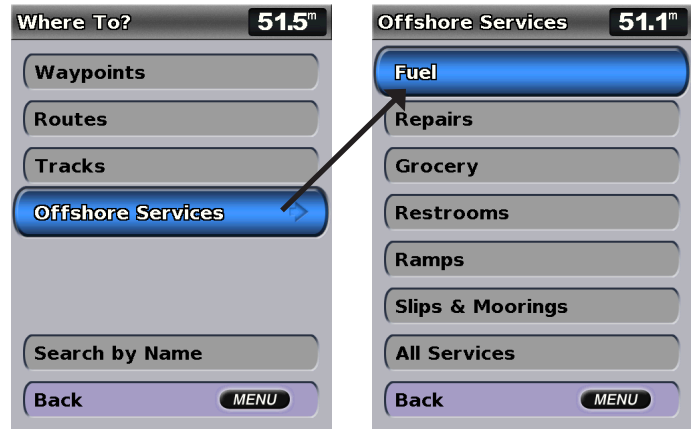 Where To? 51.5m
Waypoints
Routes
Tracks
Offshore Services
Search by Name
Back MENU
Offshore Services 51.1m
Fuel
Repairs
Grocery
Restrooms
Ramps
Slips & Moorings
All Services
Back MENU